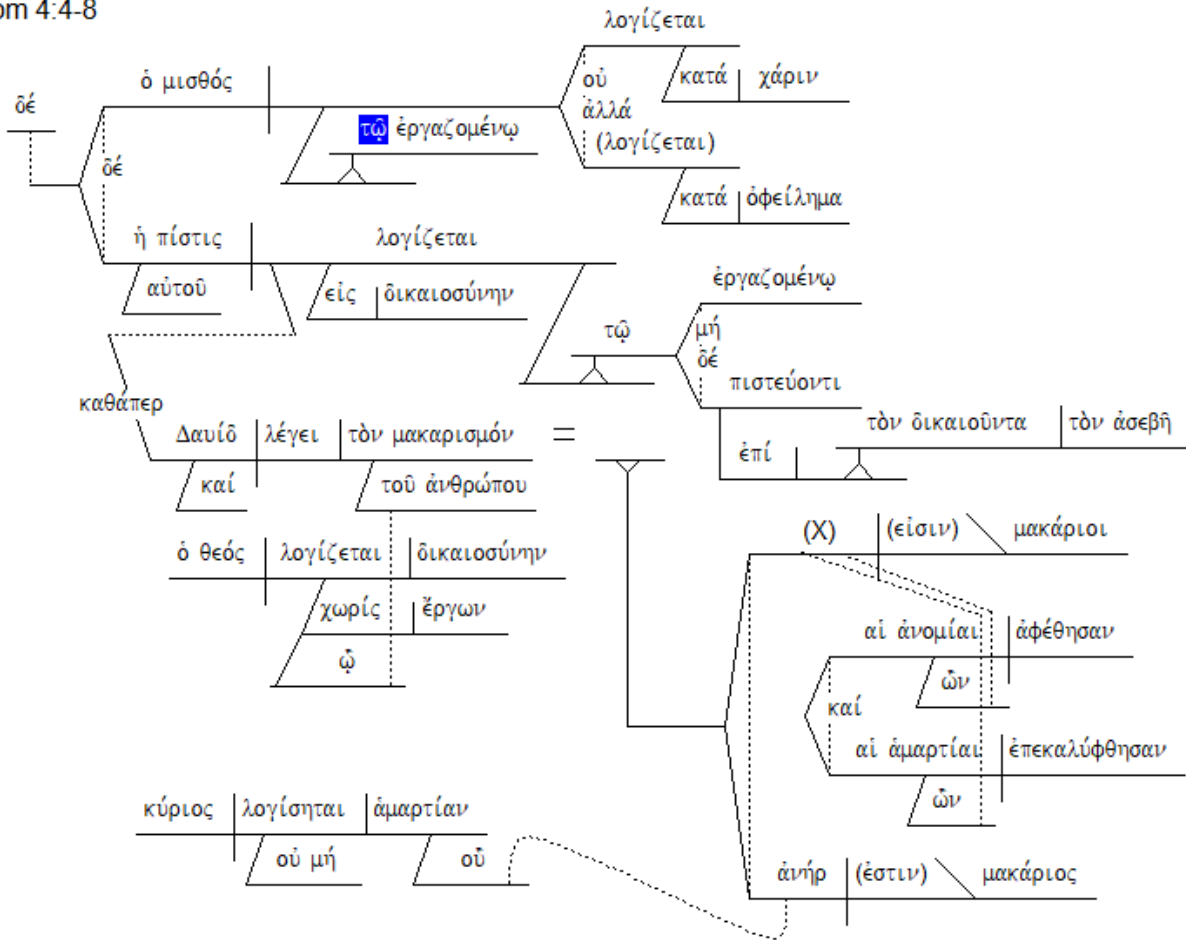 om 4:4-8
λογίζεται
οὐ
κατά χάριν
ἀλλά
(λογίζεται)
κατά ὀφείλημα
δέ
δέ
ὁ μισθός
τῷ ἐργαζομένῳ
ἡ πίστις λογίζεται
αὐτοῦ
εἰς δικαιοσύνην
τῷ
ἐργαζομένῳ
μή
δέ
πιστεύοντι
ἐπί
τὸν δικαιοῦντα τὸν ἀσεβῆ
καθάπερ
Δαυίδ λέγει τὸν μακαρισμόν =
καί
τοῦ ἀνθρώπου
ὁ θεός λογίζεται δικαιοσύνην
χωρίς ἔργων
ᾧ
(X) (εἰσιν) μακάριοι
αἱ ἀνομίαι ἀφέθησαν
ὧν
καί
αἱ ἁμαρτίαι ἐπεκαλύφθησαν
ὧν
κύριος λογίσηται ἁμαρτίαν
οὐ μή
οὗ
ἀνήρ (ἐστιν) μακάριος